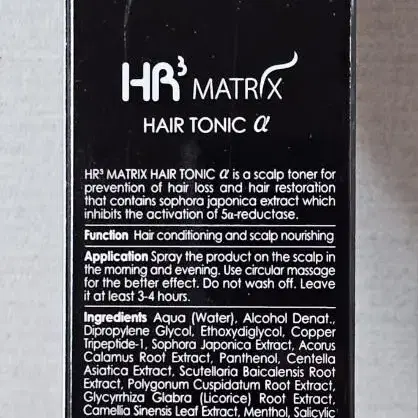 HR³ MATRIX
HAIR TONIC α
HR³ MATRIX HAIR TONIC α is a scalp toner for
prevention of hair loss and hair restoration
that contains sophora japonica extract which
inhibits the activation of 5α-reductase.
Function Hair conditioning and scalp nourishing
Application Spray the product on the scalp in
the morning and evening. Use circular massage
for the better effect. Do not wash off. Leave
it at least 3-4 hours.
Ingredients Aqua (Water), Alcohol Denat.,
Dipropylene Glycol, Ethoxydiglycol, Copper
Tripeptide-1, Sophora Japonica Extract, Acorus
Calamus Root Extract, Panthenol, Centella
Asiatica Extract, Scutellaria Baicalensis Root
Extract, Polygonum Cuspidatum Root Extract,
Glycyrrhiza Glabra (Licorice) Root Extract,
Camellia Sinensis Leaf Extract, Menthol, Salicylic